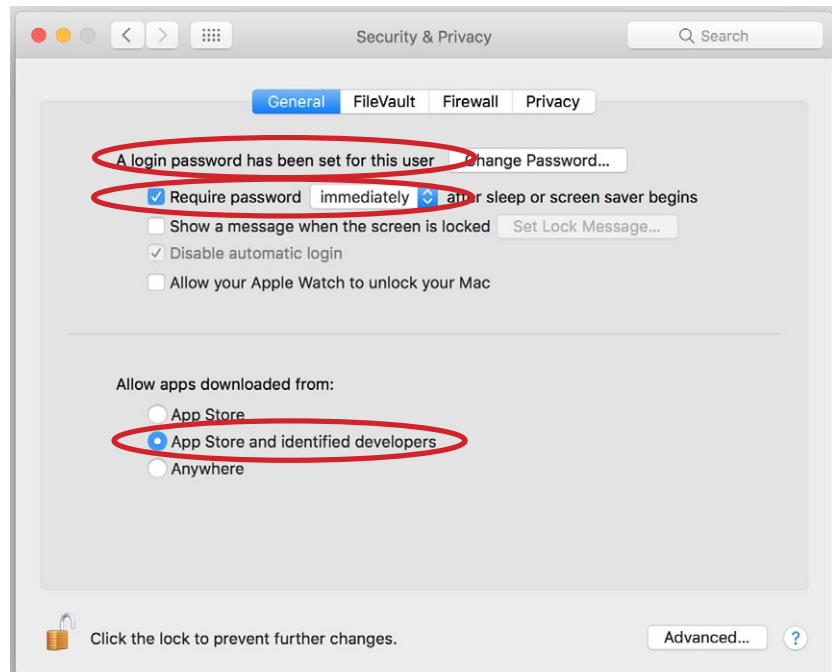 Security & Privacy
Search
General FileVault Firewall Privacy
A login password has been set for this user Change Password...
Require password immediately after sleep or screen saver begins
Show a message when the screen is locked Set Lock Message...
Disable automatic login
Allow your Apple Watch to unlock your Mac
Allow apps downloaded from:
App Store
App Store and identified developers
Anywhere
Click the lock to prevent further changes. Advanced... ?